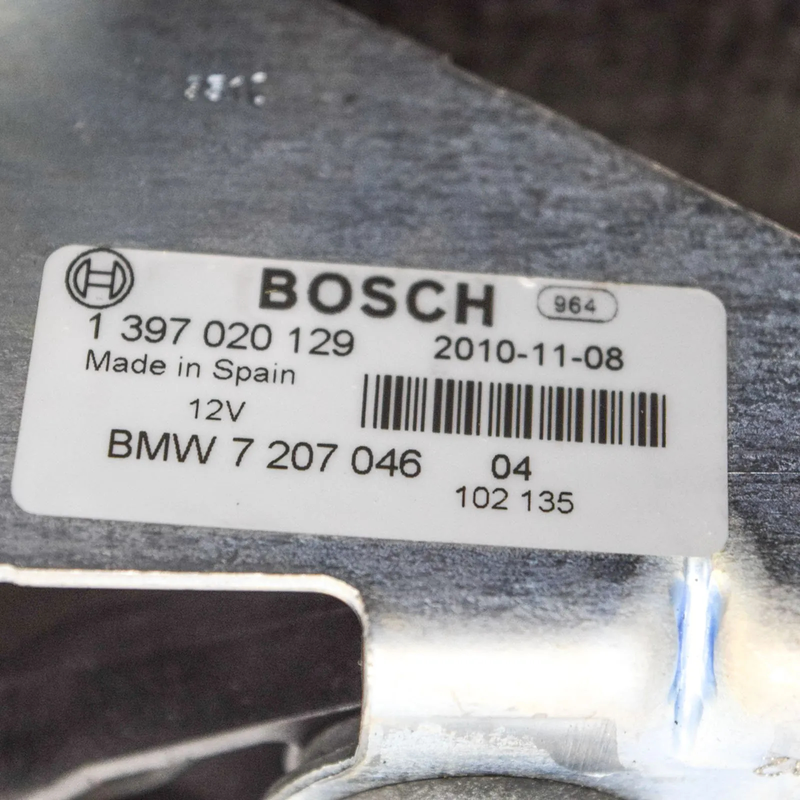 BOSCH 964
1 397 020 129 2010-11-08
Made in Spain
12V
BMW 7 207 046 04
102 135